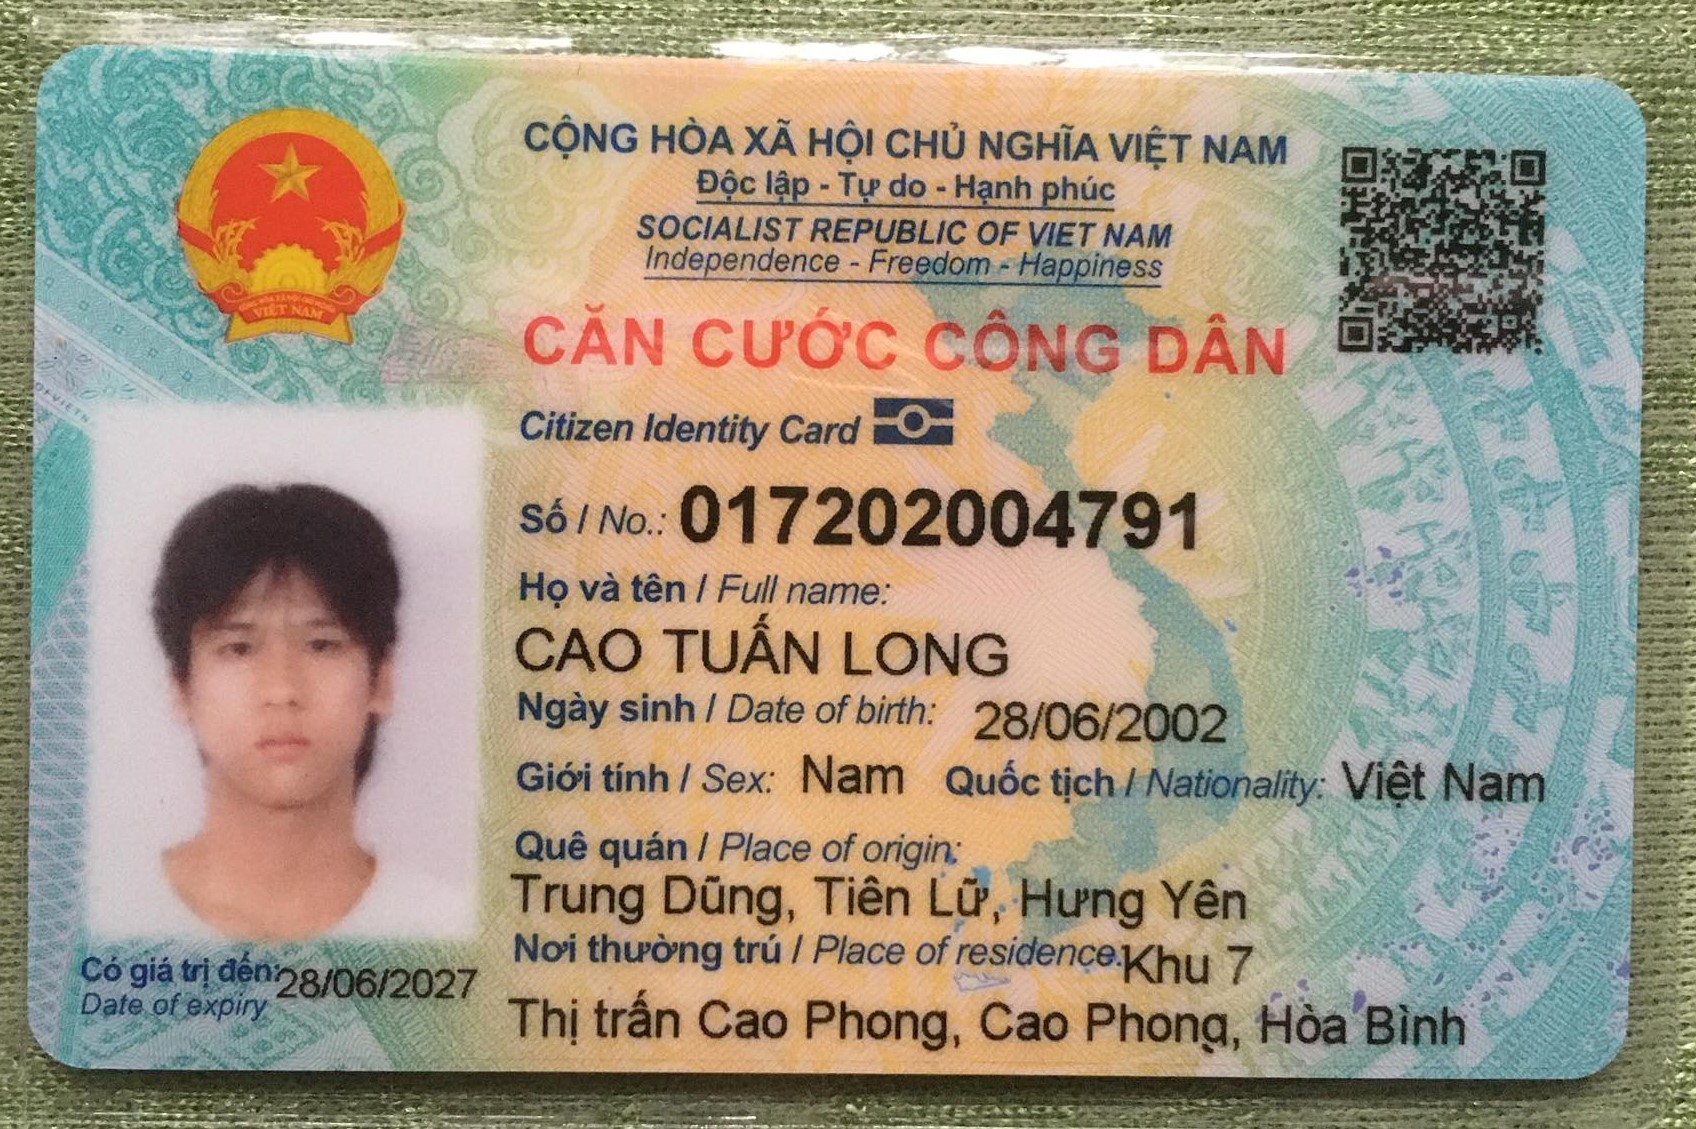 CỘNG HÒA XÃ HỘI CHỦ NGHĨA VIỆT NAM
Độc lập - Tự do - Hạnh phúc
SOCIALIST REPUBLIC OF VIET NAM
Independence - Freedom - Happiness
VIỆT NAM
CĂN CƯỚC CÔNG DÂN
Citizen Identity Card
Số / No.: 017202004791
Họ và tên / Full name:
CAO TUẤN LONG
Ngày sinh / Date of birth: 28/06/2002
Giới tính / Sex: Nam Quốc tịch / Nationality: Việt Nam
Quê quán / Place of origin:
Trung Dũng, Tiên Lữ, Hưng Yên
Nơi thường trú / Place of residence: Khu 7
Thị trấn Cao Phong, Cao Phong, Hòa Bình
Có giá trị đến: 28/06/2027
Date of expiry